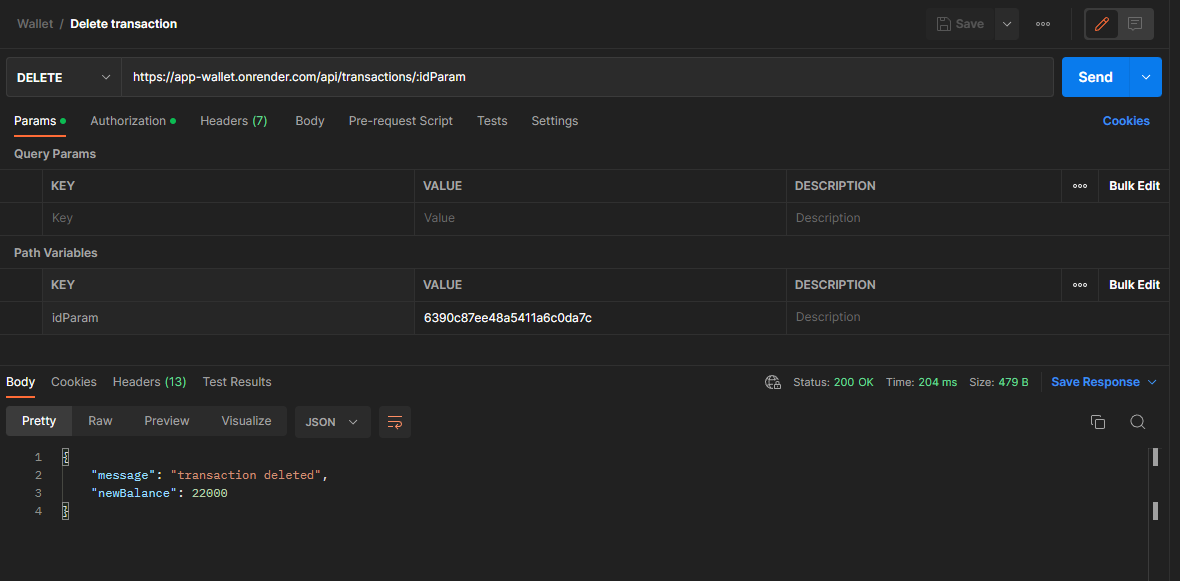 Wallet / Delete transaction
Save
DELETE
https://app-wallet.onrender.com/api/transactions/:idParam
Send
Params Authorization Headers (7) Body Pre-request Script Tests Settings Cookies
Query Params
KEY VALUE DESCRIPTION Bulk Edit
Key Value Description
Path Variables
KEY VALUE DESCRIPTION Bulk Edit
idParam 6390c87ee48a5411a6c0da7c Description
Body Cookies Headers (13) Test Results Status: 200 OK Time: 204 ms Size: 479 B Save Response
Pretty Raw Preview Visualize JSON
1 {
2 "message": "transaction deleted",
3 "newBalance": 22000
4 }